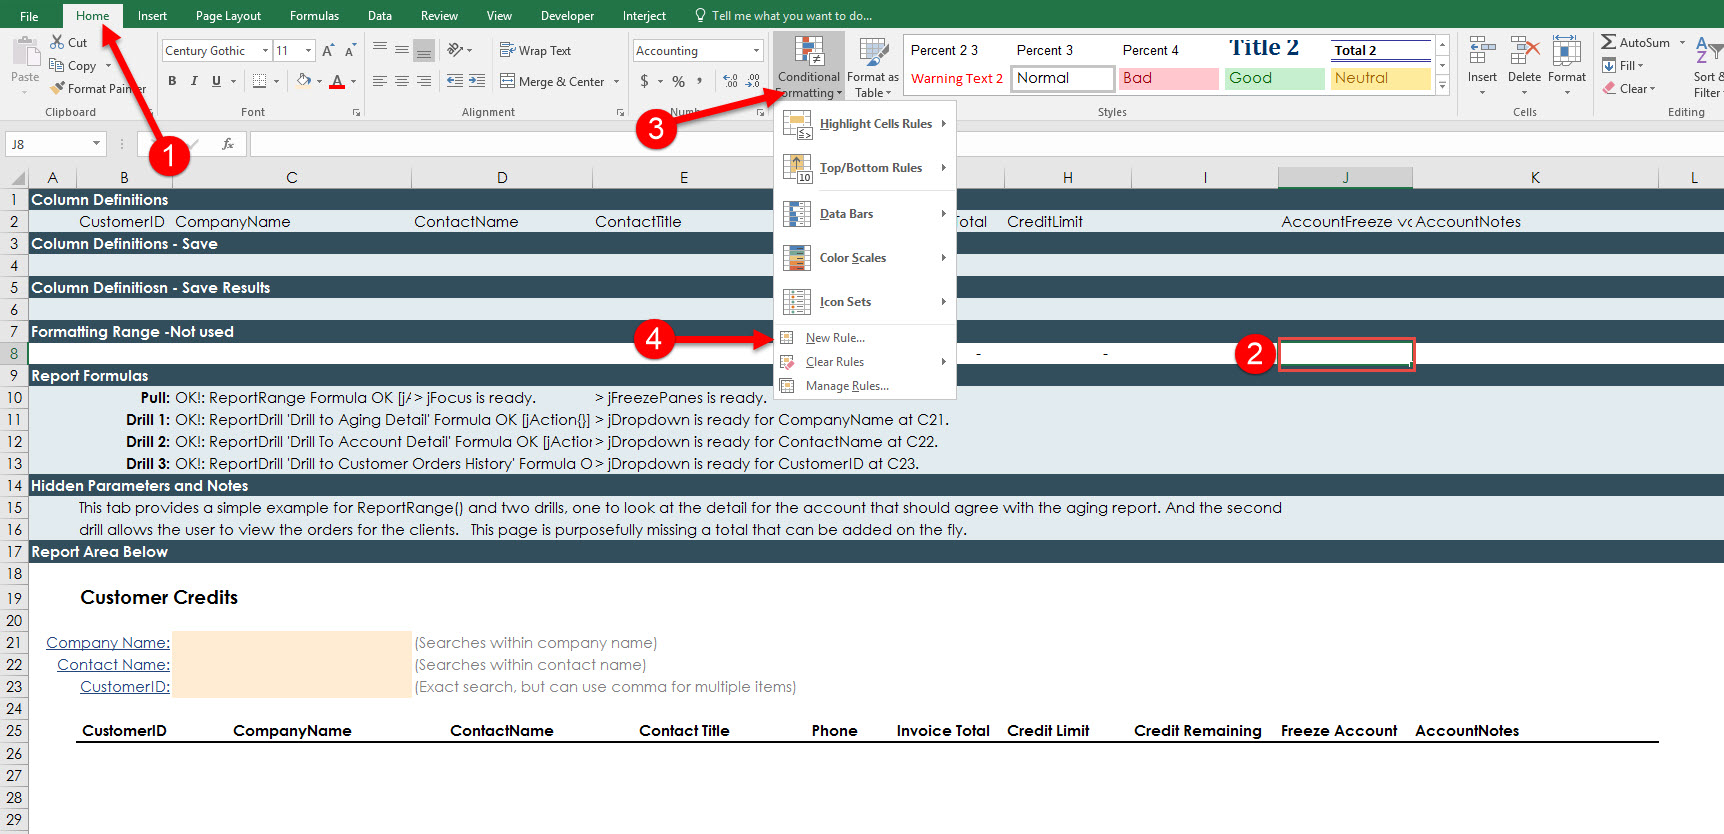 File Home Insert Page Layout Formulas Data Review View Developer Interject Tell me what you want to do...
Paste
Cut
Copy
Format Painter
Clipboard
Century Gothic 11
B I U
Font
Wrap Text
Merge & Center
Alignment
Accounting
$ % ,
Conditional
Formatting
Format as
Table
Percent 2 3 Percent 3 Percent 4 Title 2 Total 2
Warning Text 2 Normal Bad Good Neutral
Styles
Insert Delete Format
Cells
AutoSum
Fill
Clear
Sort &
Filter
Editing
1
2
3
4
J8 fx
Highlight Cells Rules
Top/Bottom Rules
Data Bars
Color Scales
Icon Sets
New Rule...
Clear Rules
Manage Rules...
A B C D E H I J K L
1 Column Definitions
2 CustomerID CompanyName ContactName ContactTitle Total CreditLimit AccountFreeze vc AccountNotes
3 Column Definitions - Save
4
5 Column Definitiosn - Save Results
6
7 Formatting Range -Not used
8 - -
9 Report Formulas
10 Pull: OK!: ReportRange Formula OK [j/ > jFocus is ready. > jFreezePanes is ready.
11 Drill 1: OK!: ReportDrill 'Drill to Aging Detail' Formula OK [jAction{}] > jDropdown is ready for CompanyName at C21.
12 Drill 2: OK!: ReportDrill 'Drill To Account Detail' Formula OK [jAction > jDropdown is ready for ContactName at C22.
13 Drill 3: OK!: ReportDrill 'Drill to Customer Orders History' Formula O > jDropdown is ready for CustomerID at C23.
14 Hidden Parameters and Notes
15 This tab provides a simple example for ReportRange() and two drills, one to look at the detail for the account that should agree with the aging report. And the second
16 drill allows the user to view the orders for the clients. This page is purposefully missing a total that can be added on the fly.
17 Report Area Below
18
19 Customer Credits
20
21 Company Name: (Searches within company name)
22 Contact Name: (Searches within contact name)
23 CustomerID: (Exact search, but can use comma for multiple items)
24
25 CustomerID CompanyName ContactName Contact Title Phone Invoice Total Credit Limit Credit Remaining Freeze Account AccountNotes
26
27
28
29